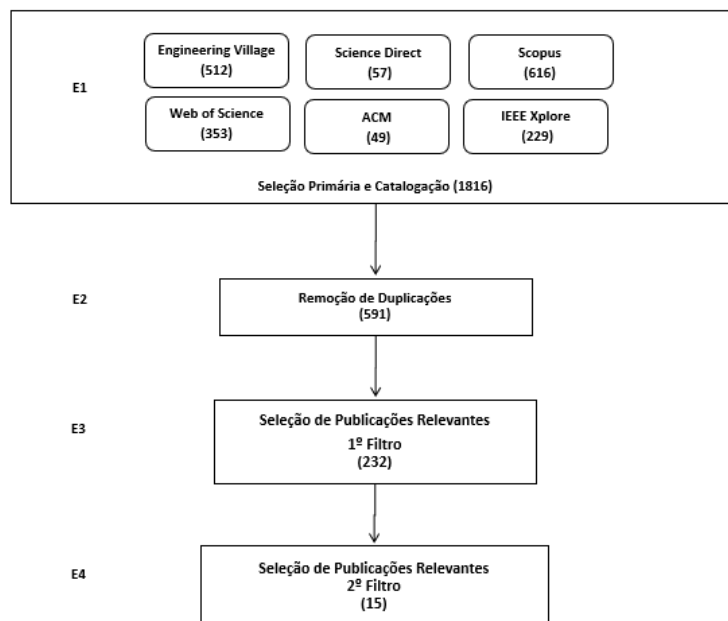 Engineering Village
(512)
Science Direct
(57)
Scopus
(616)
E1
Web of Science
(353)
ACM
(49)
IEEE Xplore
(229)
Seleção Primária e Catalogação (1816)
E2
Remoção de Duplicações
(591)
E3
Seleção de Publicações Relevantes
1º Filtro
(232)
E4
Seleção de Publicações Relevantes
2º Filtro
(15)